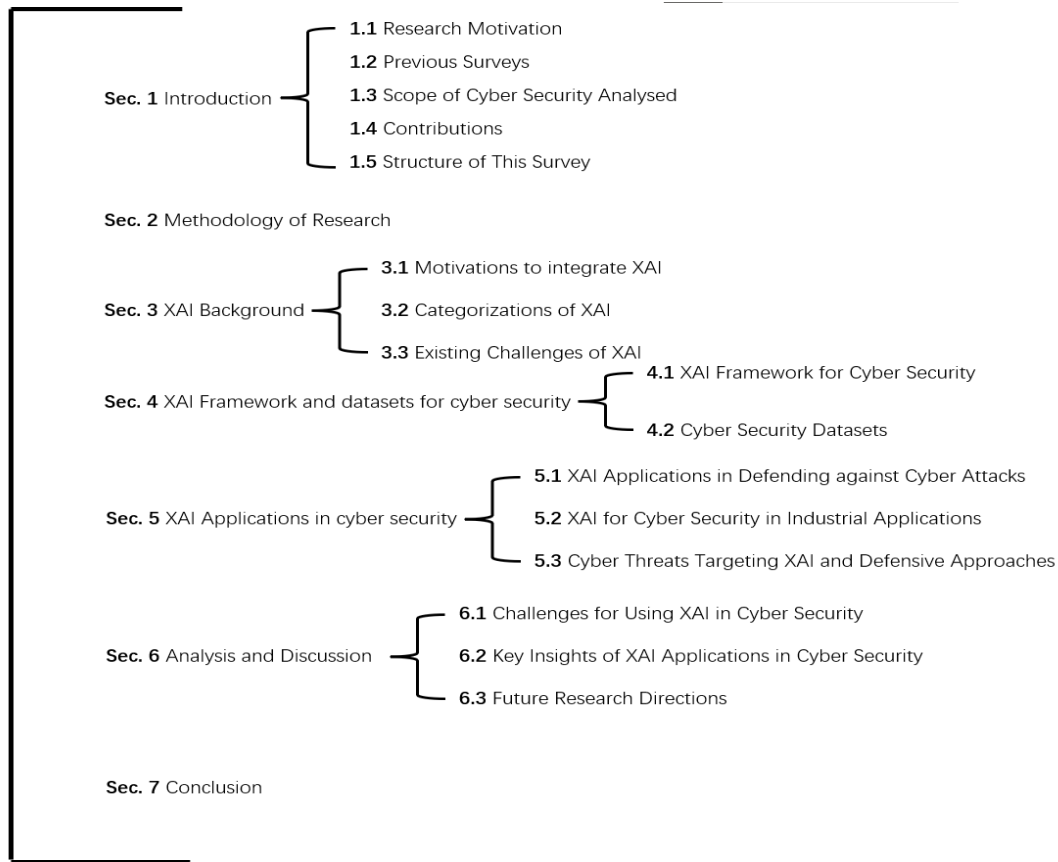 1.1 Research Motivation
1.2 Previous Surveys
Sec. 1 Introduction
1.3 Scope of Cyber Security Analysed
1.4 Contributions
1.5 Structure of This Survey
Sec. 2 Methodology of Research
3.1 Motivations to integrate XAI
Sec. 3 XAI Background
3.2 Categorizations of XAI
3.3 Existing Challenges of XAI
4.1 XAI Framework for Cyber Security
Sec. 4 XAI Framework and datasets for cyber security
4.2 Cyber Security Datasets
5.1 XAI Applications in Defending against Cyber Attacks
Sec. 5 XAI Applications in cyber security
5.2 XAI for Cyber Security in Industrial Applications
5.3 Cyber Threats Targeting XAI and Defensive Approaches
6.1 Challenges for Using XAI in Cyber Security
Sec. 6 Analysis and Discussion
6.2 Key Insights of XAI Applications in Cyber Security
6.3 Future Research Directions
Sec. 7 Conclusion